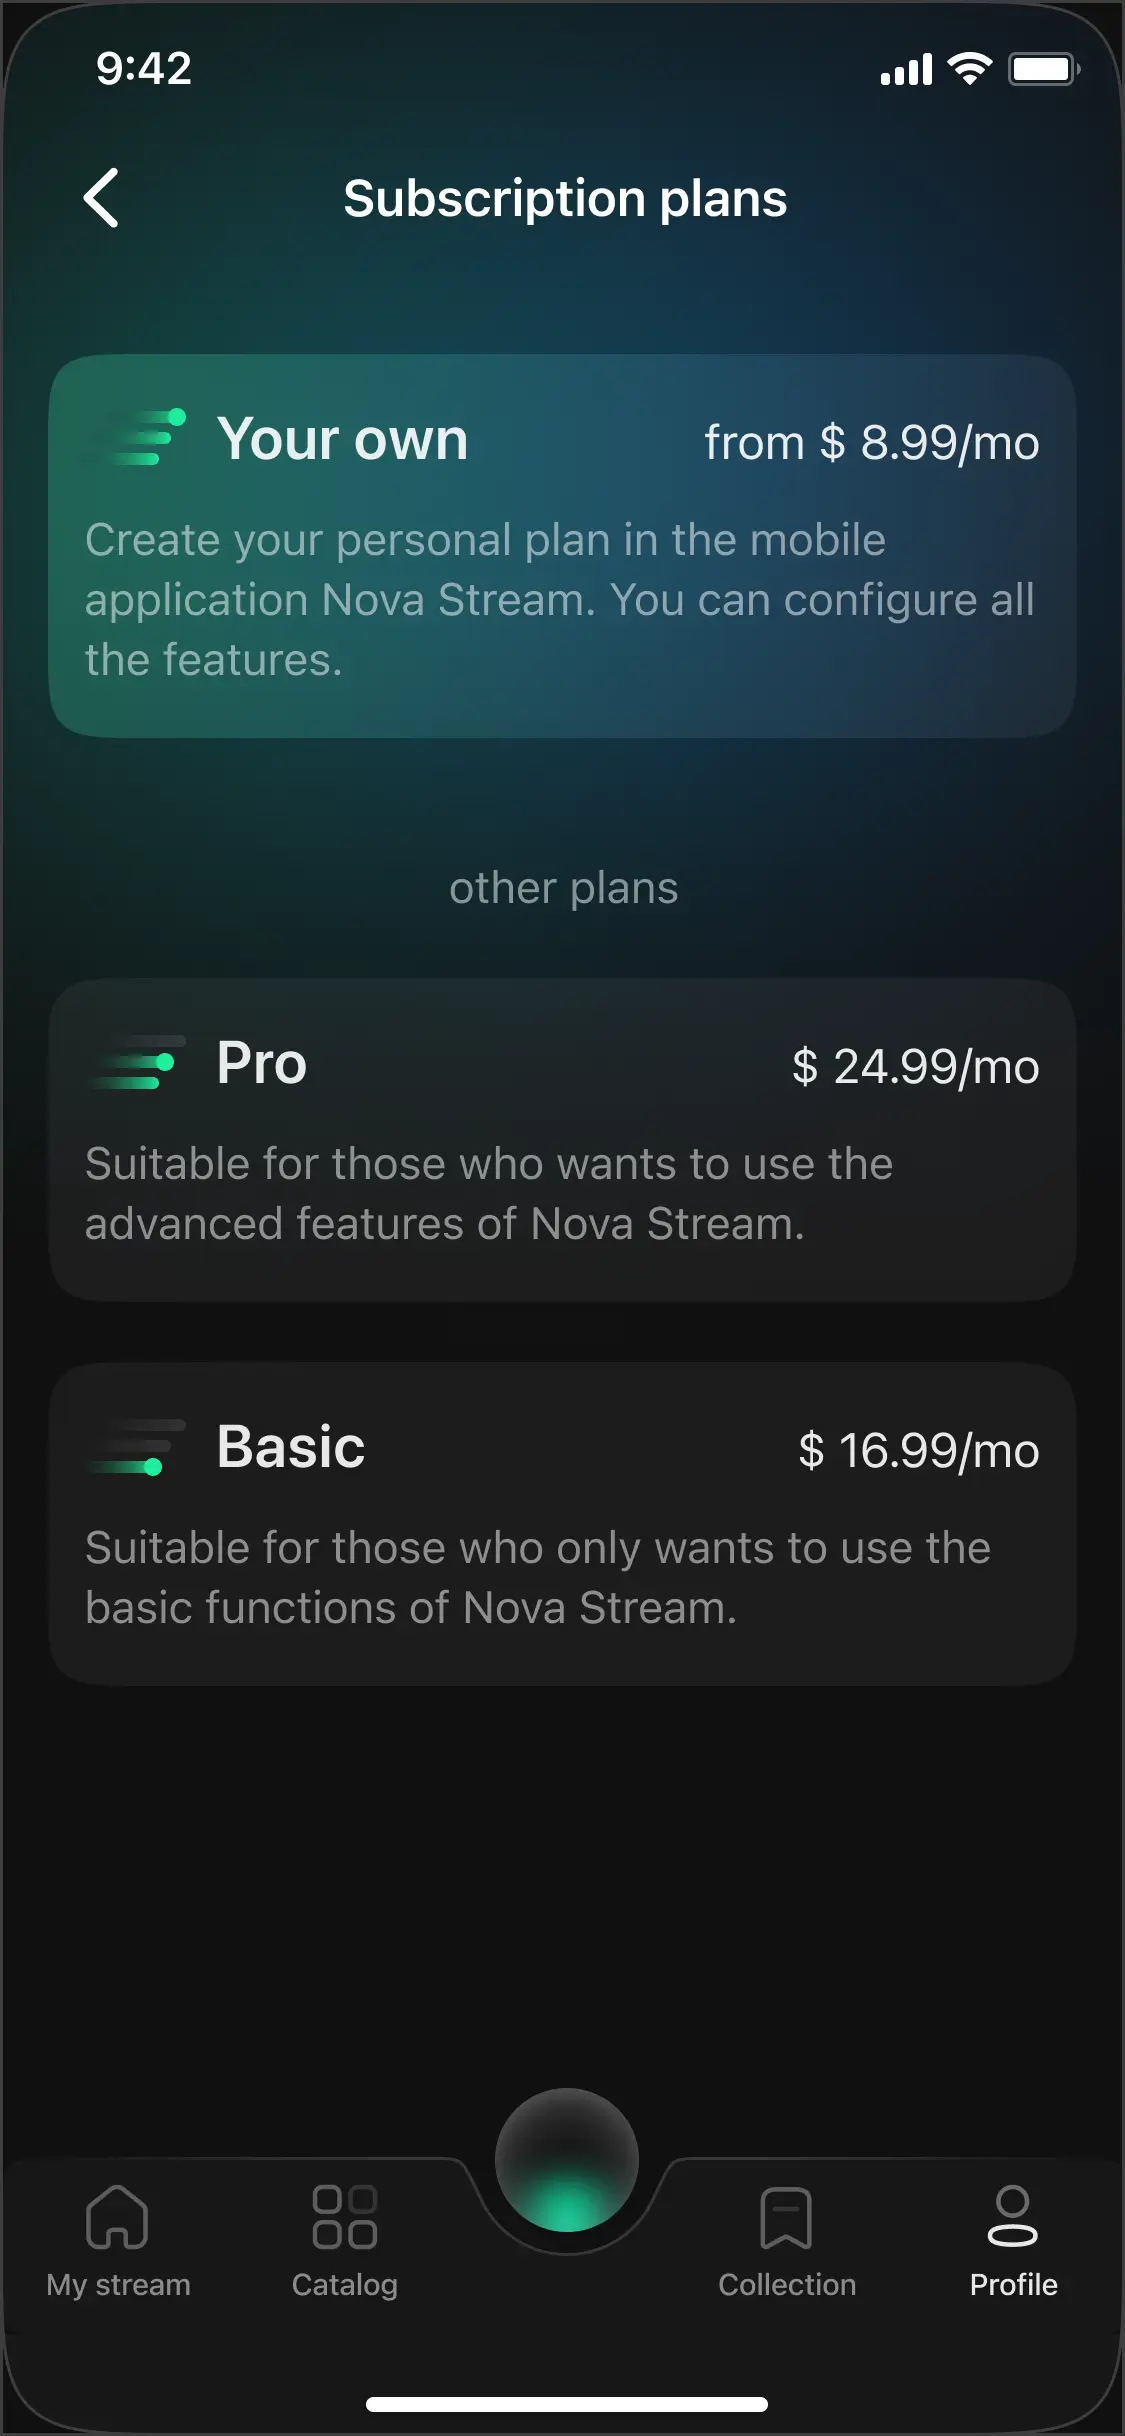 9:42
Subscription plans
Your own
from $ 8.99/mo
Create your personal plan in the mobile
application Nova Stream. You can configure all
the features.
other plans
Pro
$ 24.99/mo
Suitable for those who wants to use the
advanced features of Nova Stream.
Basic
$ 16.99/mo
Suitable for those who only wants to use the
basic functions of Nova Stream.
My stream
Catalog
Collection
Profile